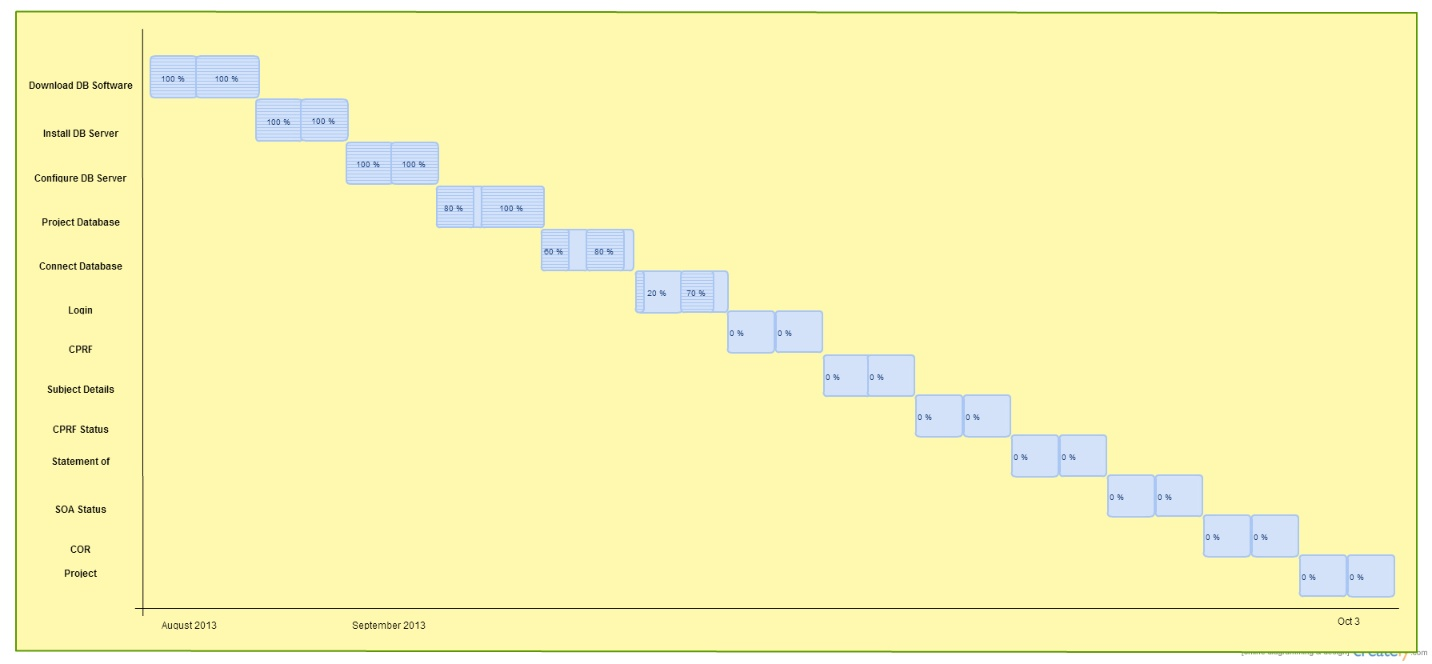 Download DB Software
100 %
100 %
Install DB Server
100 %
100 %
Configure DB Server
100 %
100 %
Project Database
80 %
100 %
Connect Database
60 %
80 %
Login
20 %
70 %
CPRF
0 %
0 %
Subject Details
0 %
0 %
CPRF Status
0 %
0 %
Statement of
0 %
0 %
SOA Status
0 %
0 %
COR
0 %
0 %
Project
0 %
0 %
August 2013
September 2013
Oct 3